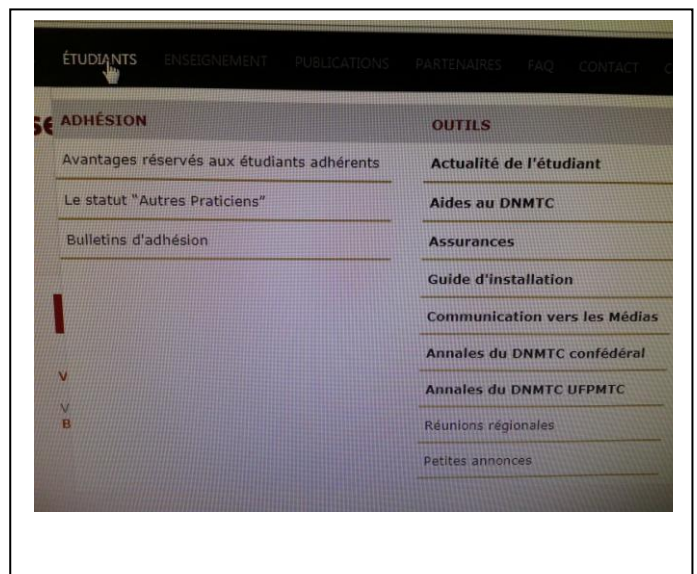 ÉTUDIANTS ENSEIGNEMENT PUBLICATIONS PARTENAIRES FAQ CONTACT
ADHÉSION
Avantages réservés aux étudiants adhérents
Le statut "Autres Praticiens"
Bulletins d'adhésion
OUTILS
Actualité de l'étudiant
Aides au DNMTC
Assurances
Guide d'installation
Communication vers les Médias
Annales du DNMTC confédéral
Annales du DNMTC UFPMTC
Réunions régionales
Petites annonces
V
V
B